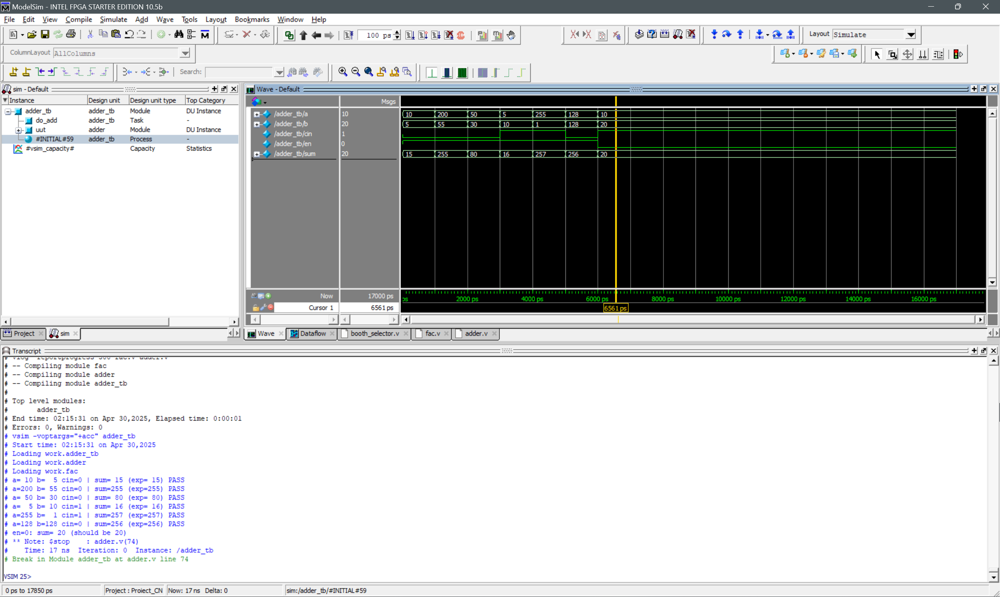 ModelSim - INTEL FPGA STARTER EDITION 10.5b
File Edit View Compile Simulate Add Wave Tools Layout Bookmarks Window Help
100 ps
Layout Simulate
ColumnLayout AllColumns
Search:
sim - Default
Instance Design unit Design unit type Top Category
adder_tb adder_tb Module DU Instance
do_add adder_tb Task -
uut adder Module DU Instance
#INITIAL#59 adder_tb Process -
#vsim_capacity# Capacity Statistics
Project sim
Wave - Default
Msgs
/adder_tb/a 10 10 200 50 5 255 128 10
/adder_tb/b 20 5 55 30 10 1 128 20
/adder_tb/cin 1
/adder_tb/en 0
/adder_tb/sum 20 15 255 80 16 257 256 20
Now 17000 ps ps 2000 ps 4000 ps 6000 ps 8000 ps 10000 ps 12000 ps 14000 ps 16000 ps
Cursor 1 6561 ps 6561 ps
Wave Dataflow booth_selector.v fac.v adder.v
Transcript
# -- Compiling module fac
# -- Compiling module adder
# -- Compiling module adder_tb
#
# Top level modules:
# adder_tb
# End time: 02:15:31 on Apr 30,2025, Elapsed time: 0:00:01
# Errors: 0, Warnings: 0
# vsim -voptargs="+acc" adder_tb
# Start time: 02:15:31 on Apr 30,2025
# Loading work.adder_tb
# Loading work.adder
# Loading work.fac
# a= 10 b=  5 cin=0 | sum= 15 (exp= 15) PASS
# a=200 b= 55 cin=0 | sum=255 (exp=255) PASS
# a= 50 b= 30 cin=0 | sum= 80 (exp= 80) PASS
# a=  5 b= 10 cin=1 | sum= 16 (exp= 16) PASS
# a=255 b=  1 cin=1 | sum=257 (exp=257) PASS
# a=128 b=128 cin=0 | sum=256 (exp=256) PASS
# en=0: sum= 20 (should be 20)
# ** Note: $stop    : adder.v(74)
#    Time: 17 ns  Iteration: 0  Instance: /adder_tb
# Break in Module adder_tb at adder.v line 74
VSIM 25>
0 ps to 17850 ps Project : Project_CN Now: 17 ns Delta: 0 sim:/adder_tb/#INITIAL#59